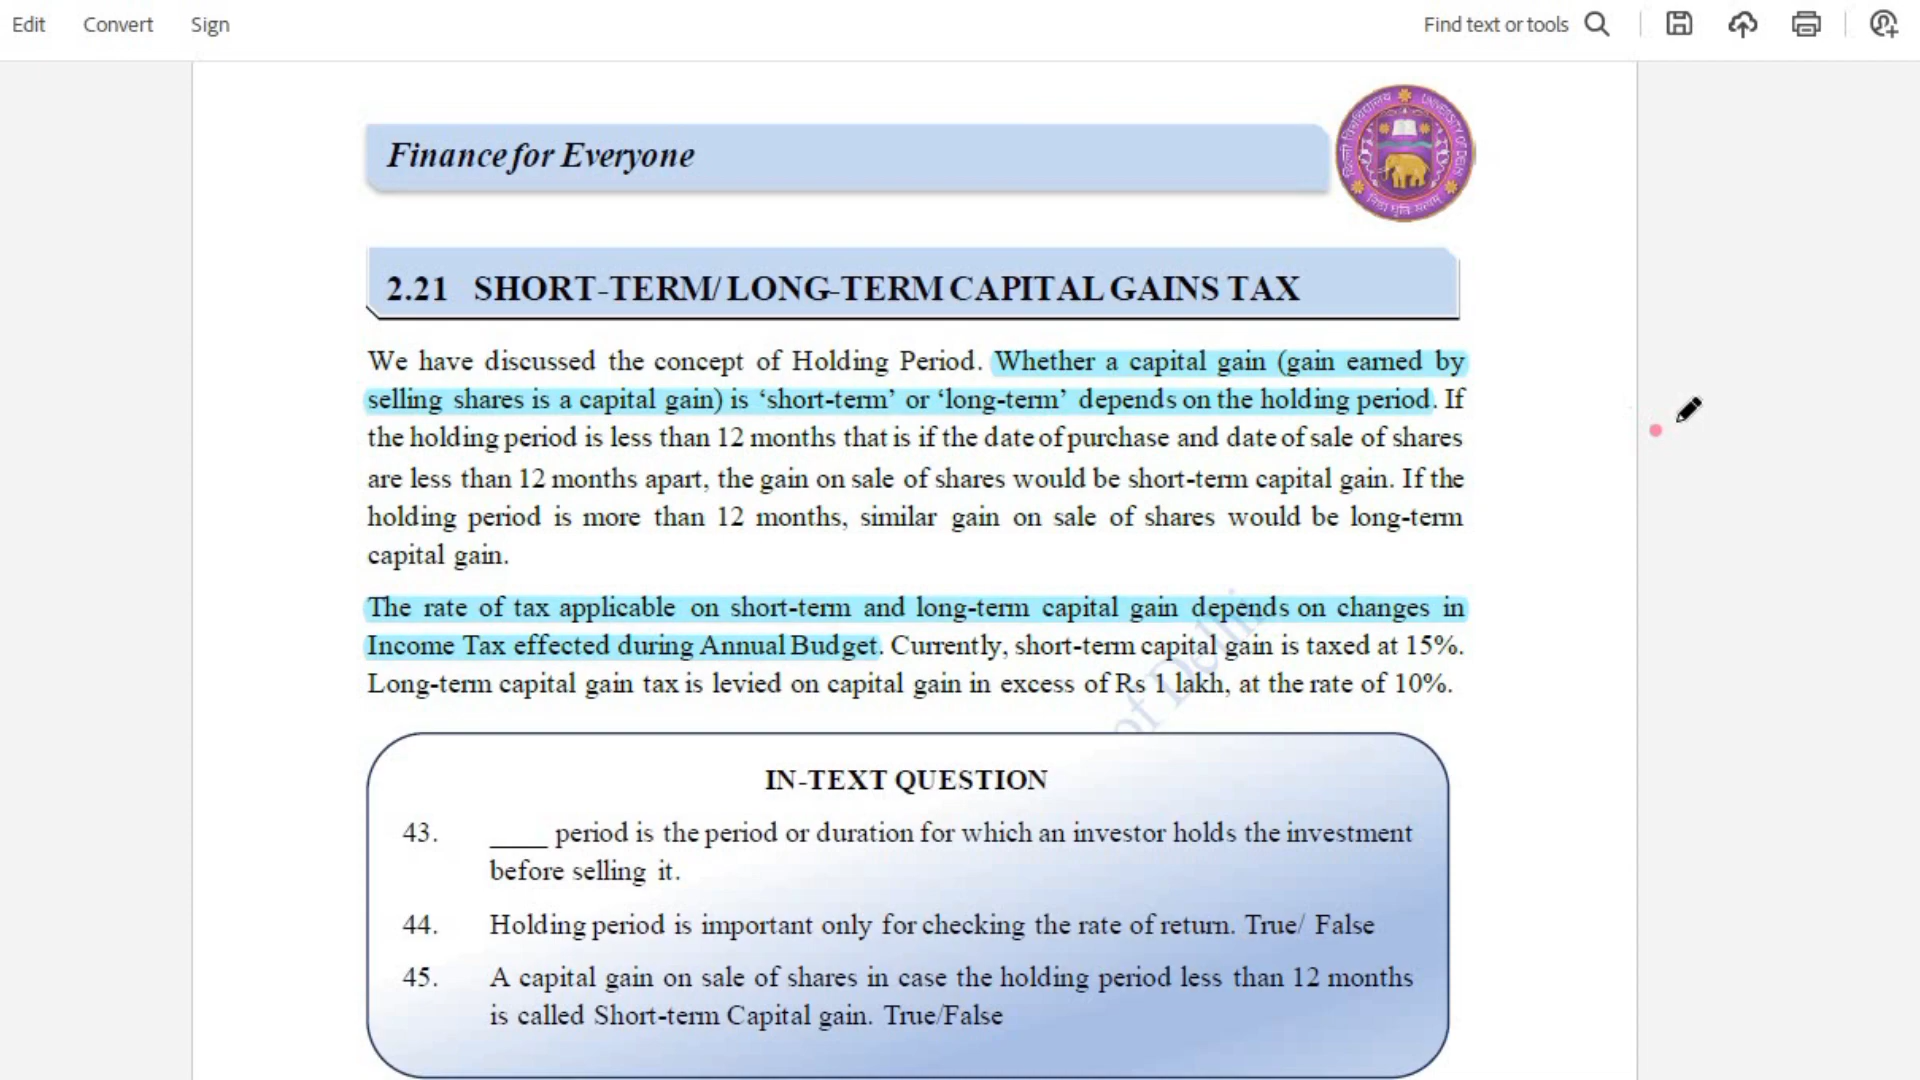 Edit Convert Sign Find text or tools
Finance for Everyone
UNIVERSITY OF DELHI
2.21 SHORT-TERM/ LONG-TERM CAPITAL GAINS TAX
We have discussed the concept of Holding Period. Whether a capital gain (gain earned by
selling shares is a capital gain) is ‘short-term’ or ‘long-term’ depends on the holding period. If
the holding period is less than 12 months that is if the date of purchase and date of sale of shares
are less than 12 months apart, the gain on sale of shares would be short-term capital gain. If the
holding period is more than 12 months, similar gain on sale of shares would be long-term
capital gain.
The rate of tax applicable on short-term and long-term capital gain depends on changes in
Income Tax effected during Annual Budget. Currently, short-term capital gain is taxed at 15%.
Long-term capital gain tax is levied on capital gain in excess of Rs 1 lakh, at the rate of 10%.
of Delhi
IN-TEXT QUESTION
43. ____ period is the period or duration for which an investor holds the investment
before selling it.
44. Holding period is important only for checking the rate of return. True/ False
45. A capital gain on sale of shares in case the holding period less than 12 months
is called Short-term Capital gain. True/False